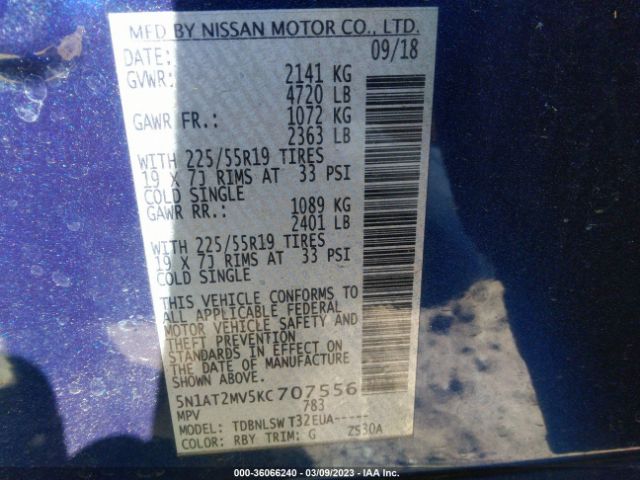 MFD BY NISSAN MOTOR CO., LTD.
DATE: 09/18
GVWR: 2141 KG
4720 LB
GAWR FR.: 1072 KG
2363 LB
WITH 225/55R19 TIRES
19 X 7J RIMS AT 33 PSI
COLD SINGLE
GAWR RR.: 1089 KG
2401 LB
WITH 225/55R19 TIRES
19 X 7J RIMS AT 33 PSI
COLD SINGLE
THIS VEHICLE CONFORMS TO
ALL APPLICABLE FEDERAL
MOTOR VEHICLE SAFETY AND
THEFT PREVENTION
STANDARDS IN EFFECT ON
THE DATE OF MANUFACTURE
SHOWN ABOVE.
5N1AT2MV5KC707556
MPV 783
MODEL: TDBNLSW T32EUA-----
COLOR: RBY TRIM: G ZS30A
000-36066240 - 03/09/2023 - IAA Inc.